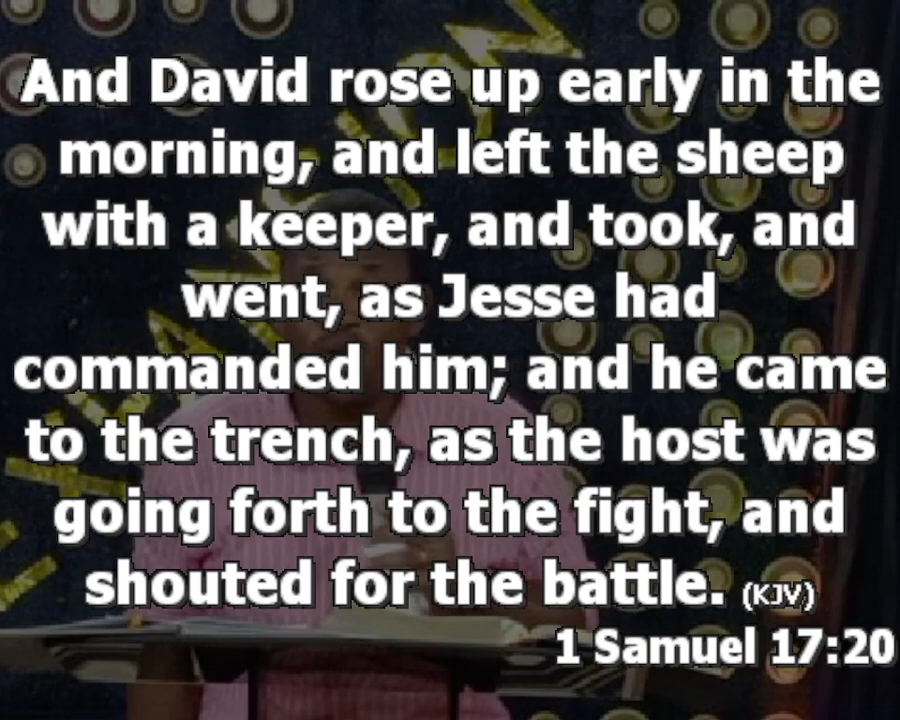 And David rose up early in the
morning, and left the sheep
with a keeper, and took, and
went, as Jesse had
commanded him; and he came
to the trench, as the host was
going forth to the fight, and
shouted for the battle. (KJV)
1 Samuel 17:20